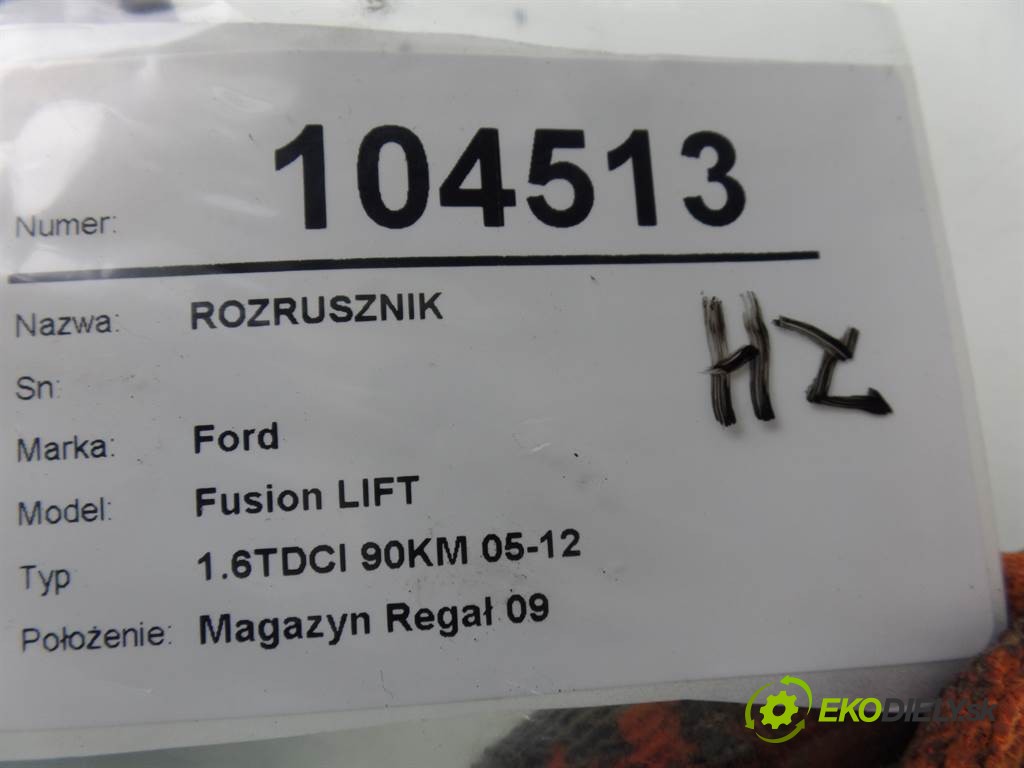 Numer: 104513
Nazwa: ROZRUSZNIK
HZ
Sn:
Marka: Ford
Model: Fusion LIFT
Typ 1.6TDCI 90KM 05-12
Położenie: Magazyn Regał 09
EKODIELY.SK